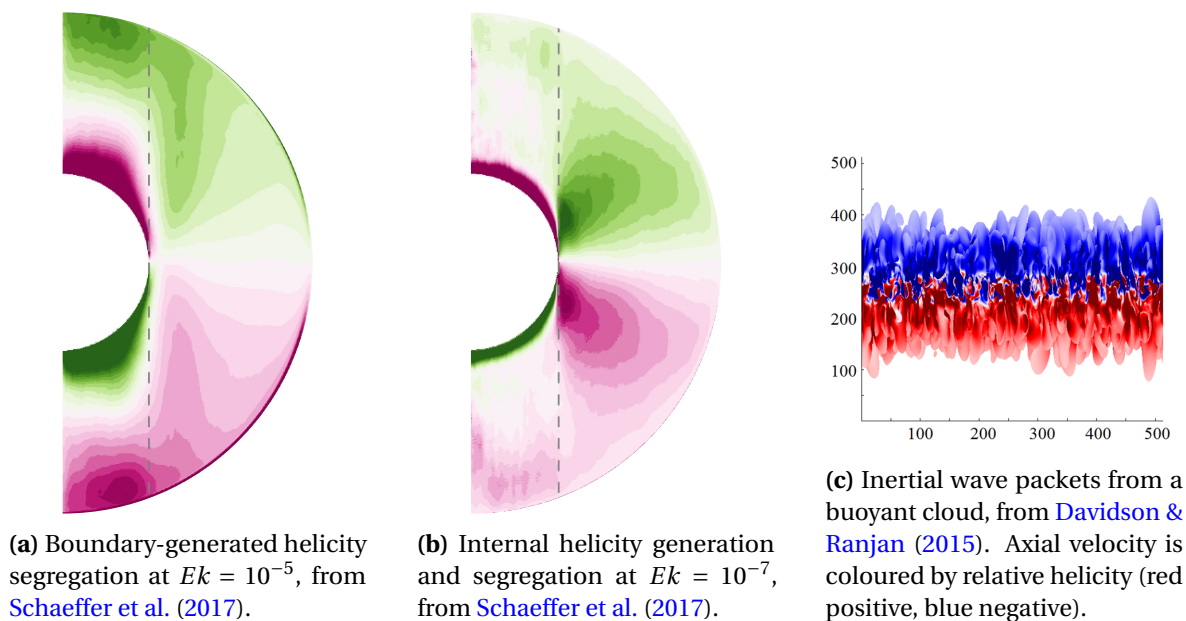 500
400
300
200
100
100
200
300
400
500
(a) Boundary-generated helicity
segregation at Ek = 10⁻⁵, from
Schaeffer et al. (2017).
(b) Internal helicity generation
and segregation at Ek = 10⁻⁷,
from Schaeffer et al. (2017).
(c) Inertial wave packets from a
buoyant cloud, from Davidson &
Ranjan (2015). Axial velocity is
coloured by relative helicity (red
positive, blue negative).